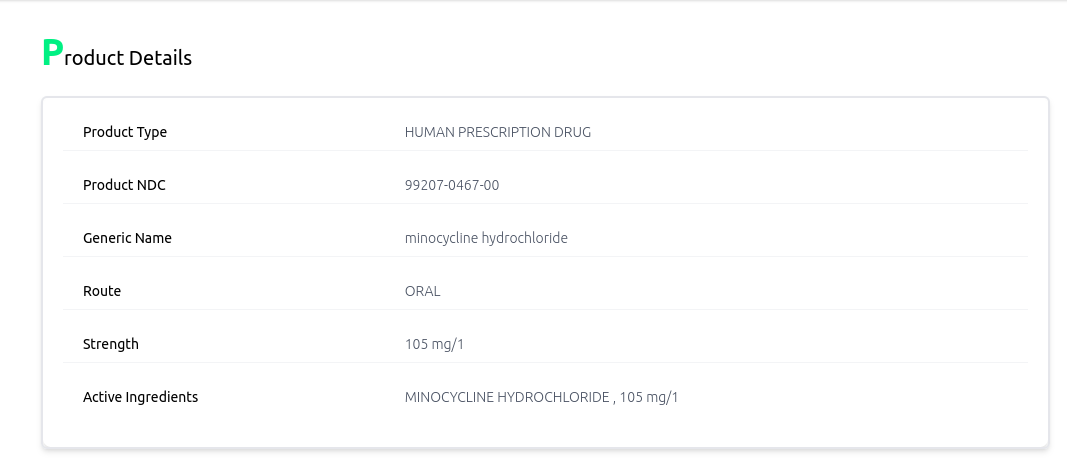 Product Details
Product Type HUMAN PRESCRIPTION DRUG
Product NDC 99207-0467-00
Generic Name minocycline hydrochloride
Route ORAL
Strength 105 mg/1
Active Ingredients MINOCYCLINE HYDROCHLORIDE , 105 mg/1